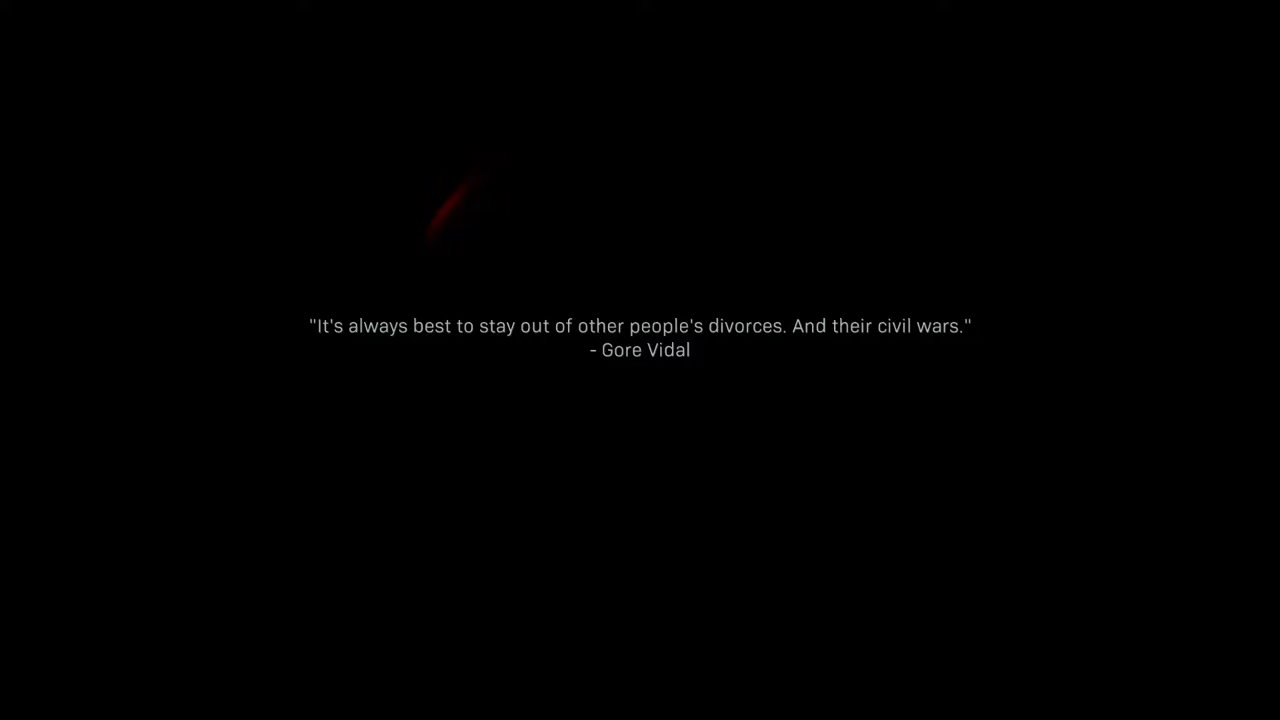 "It's always best to stay out of other people's divorces. And their civil wars."
- Gore Vidal